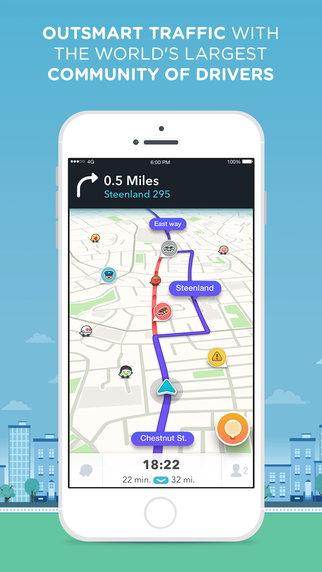 OUTSMART TRAFFIC WITH
THE WORLD'S LARGEST
COMMUNITY OF DRIVERS
4G 6:00 PM 100%
0.5 Miles
Steenland 295
East way
Steenland
Chestnut St.
18:22
22 min. 32 mi.
2